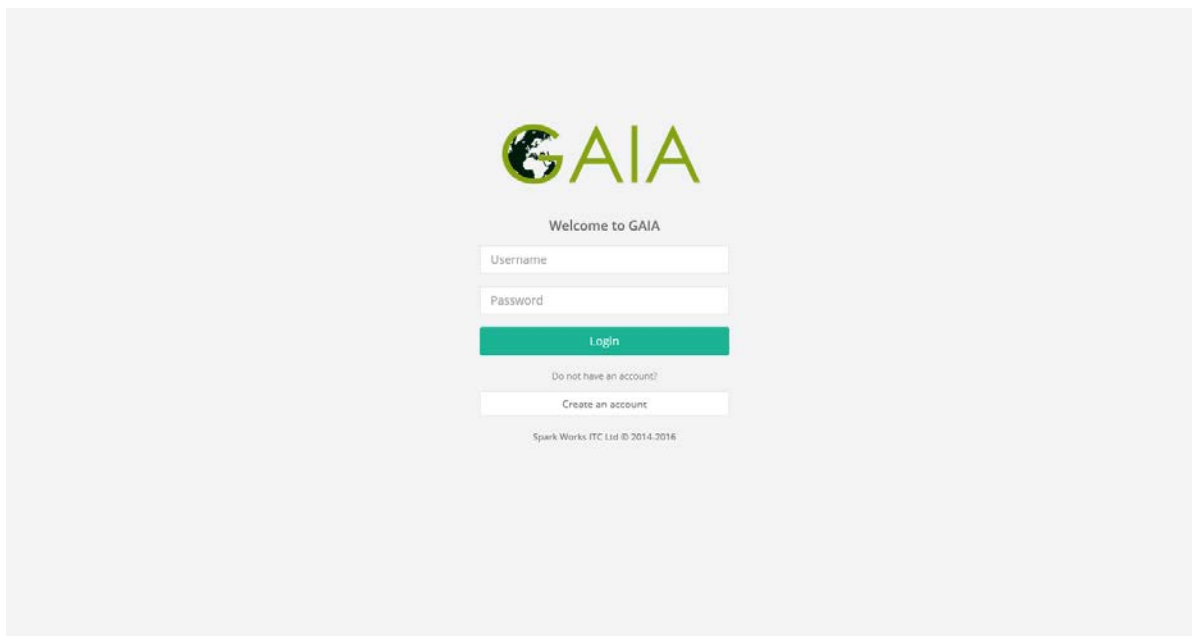 GAIA
Welcome to GAIA
Username
Password
Login
Do not have an account?
Create an account
Spark Works ITC Ltd © 2014-2016